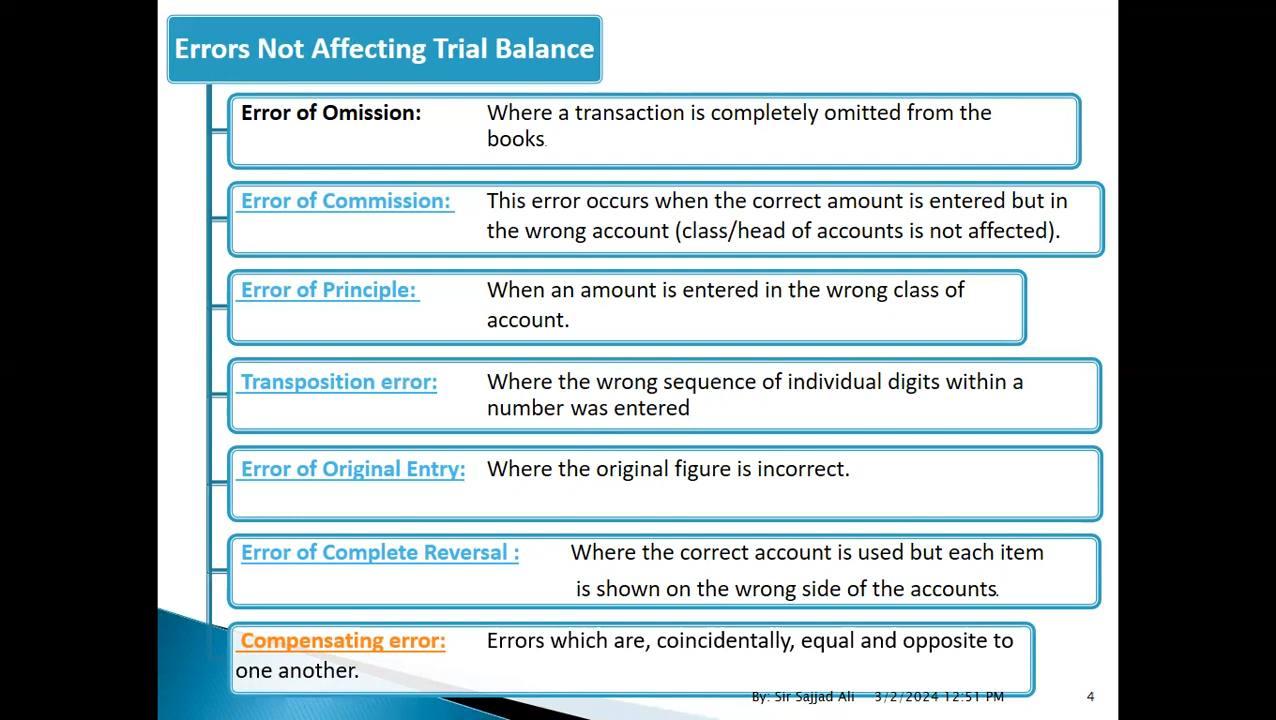 Errors Not Affecting Trial Balance
Error of Omission: Where a transaction is completely omitted from the
books.
Error of Commission: This error occurs when the correct amount is entered but in
the wrong account (class/head of accounts is not affected).
Error of Principle: When an amount is entered in the wrong class of
account.
Transposition error: Where the wrong sequence of individual digits within a
number was entered
Error of Original Entry: Where the original figure is incorrect.
Error of Complete Reversal : Where the correct account is used but each item
is shown on the wrong side of the accounts.
Compensating error: Errors which are, coincidentally, equal and opposite to
one another.
By: Sir Sajjad Ali 3/2/2024 12:51 PM 4